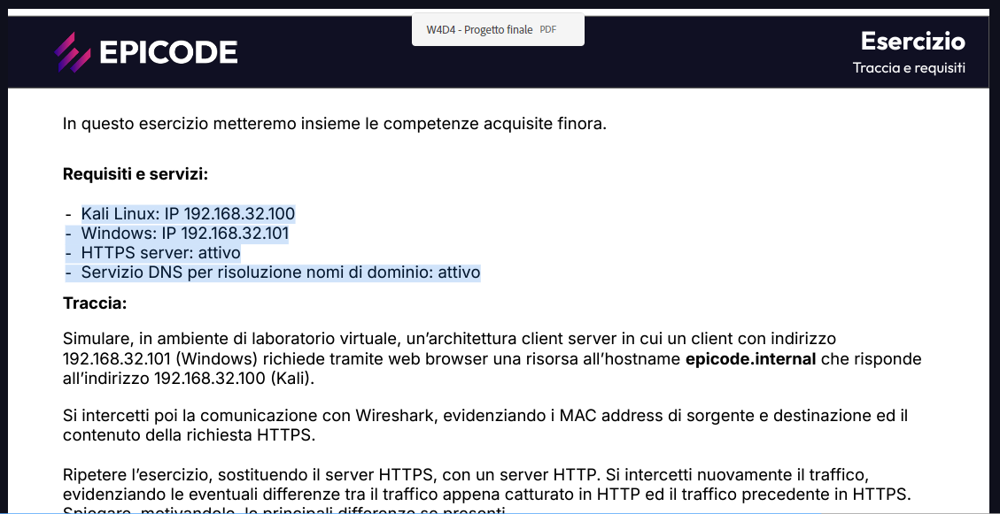 W4D4 - Progetto finale PDF
EPICODE
Esercizio
Traccia e requisiti
In questo esercizio metteremo insieme le competenze acquisite finora.
Requisiti e servizi:
- Kali Linux: IP 192.168.32.100
- Windows: IP 192.168.32.101
- HTTPS server: attivo
- Servizio DNS per risoluzione nomi di dominio: attivo
Traccia:
Simulare, in ambiente di laboratorio virtuale, un’architettura client server in cui un client con indirizzo
192.168.32.101 (Windows) richiede tramite web browser una risorsa all’hostname epicode.internal che risponde
all’indirizzo 192.168.32.100 (Kali).
Si intercetti poi la comunicazione con Wireshark, evidenziando i MAC address di sorgente e destinazione ed il
contenuto della richiesta HTTPS.
Ripetere l’esercizio, sostituendo il server HTTPS, con un server HTTP. Si intercetti nuovamente il traffico,
evidenziando le eventuali differenze tra il traffico appena catturato in HTTP ed il traffico precedente in HTTPS.
Spiegare, motivandole, le principali differenze se presenti.